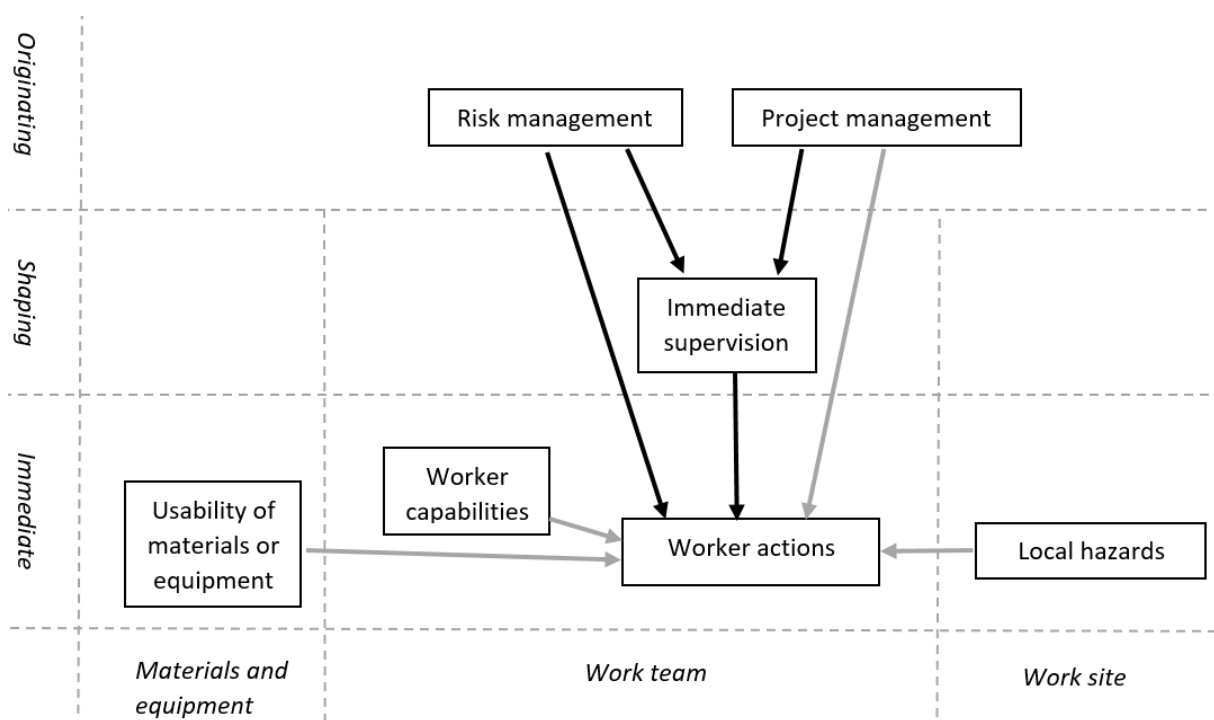 Originating
Risk management
Project management
Shaping
Immediate
supervision
Immediate
Worker
capabilities
Usability of
materials or
equipment
Worker actions
Local hazards
Materials and
equipment
Work team
Work site